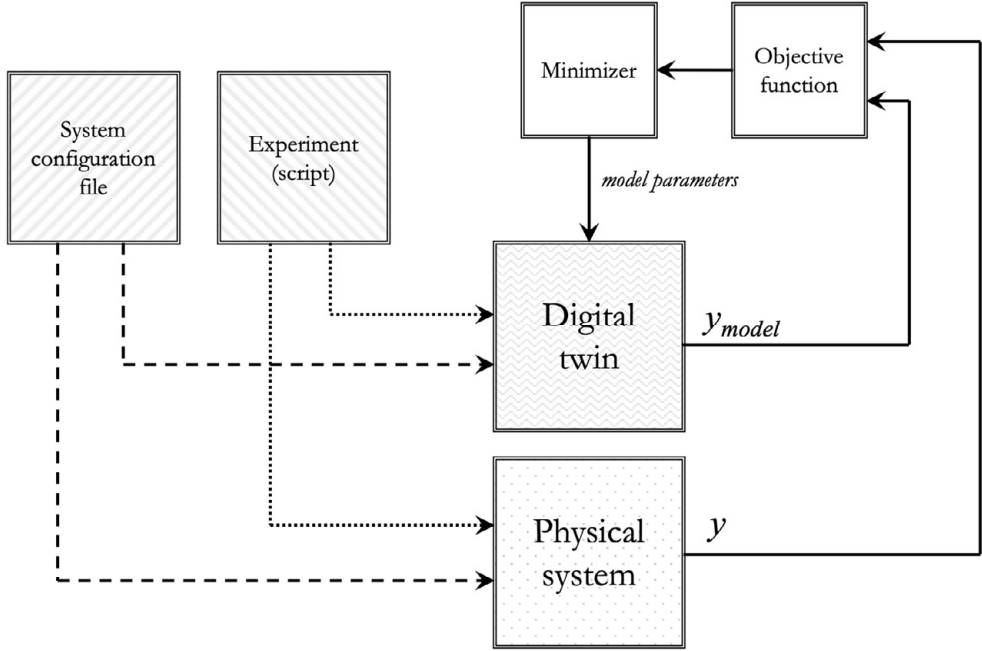 Minimizer
Objective
function
System
configuration
file
Experiment
(script)
model parameters
Digital
twin
y_model
Physical
system
y